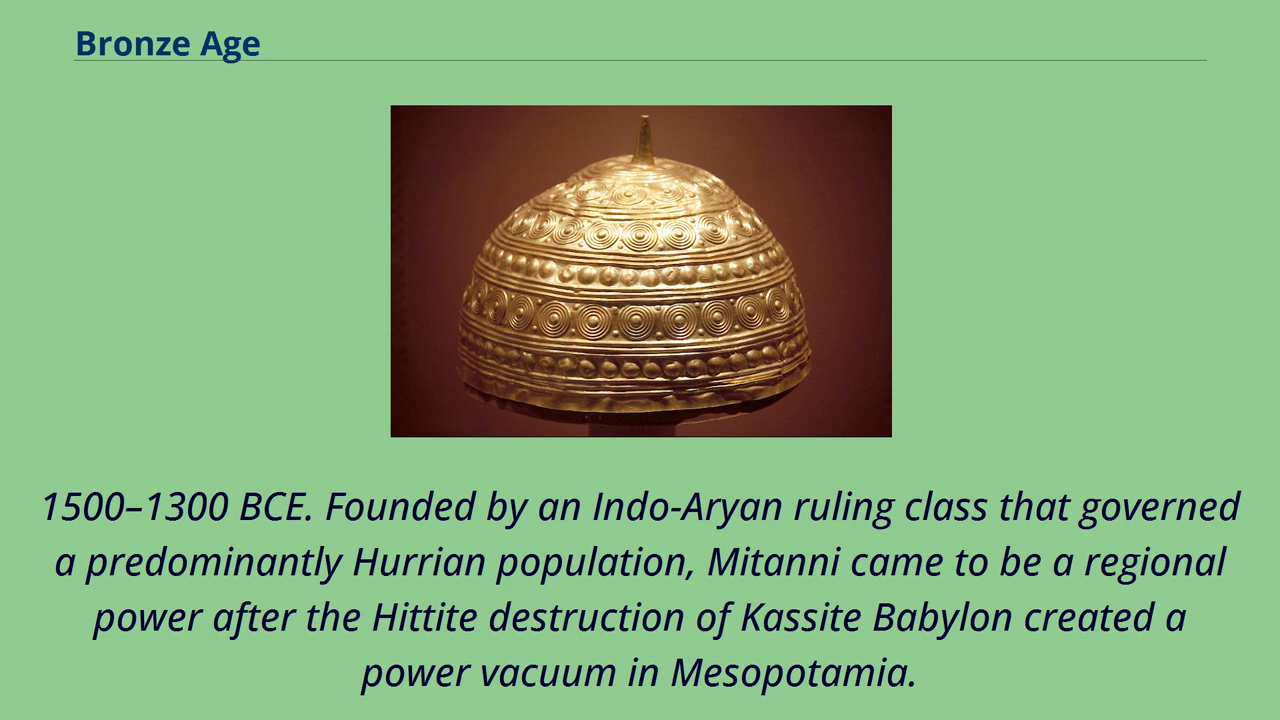 Bronze Age
1500–1300 BCE. Founded by an Indo-Aryan ruling class that governed
a predominantly Hurrian population, Mitanni came to be a regional
power after the Hittite destruction of Kassite Babylon created a
power vacuum in Mesopotamia.